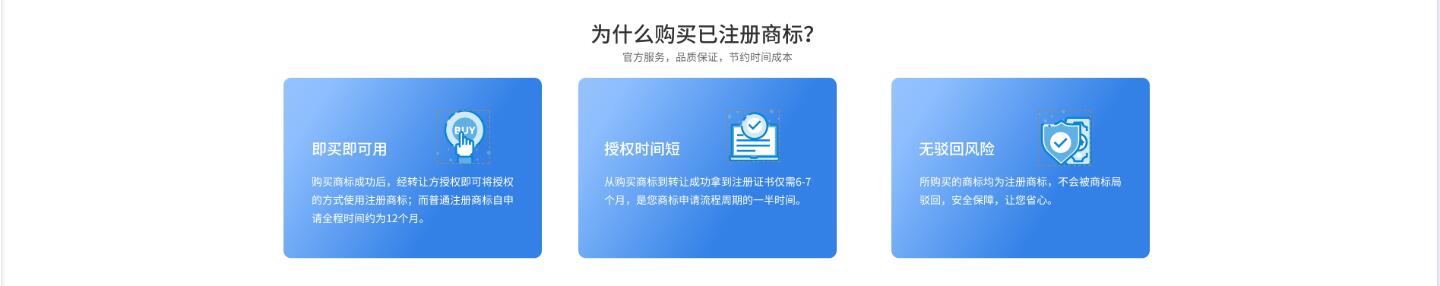 为什么购买已注册商标？
官方服务，品质保证，节约时间成本
即买即可用
BUY
购买商标成功后，经转让方授权即可将授权
的方式使用注册商标；而普通注册商标自申
请全程时间约为12个月。
授权时间短
从购买商标到转让成功拿到注册证书仅需6-7
个月，是您商标申请流程周期的一半时间。
无驳回风险
所购买的商标均为注册商标，不会被商标局
驳回，安全保障，让您省心。